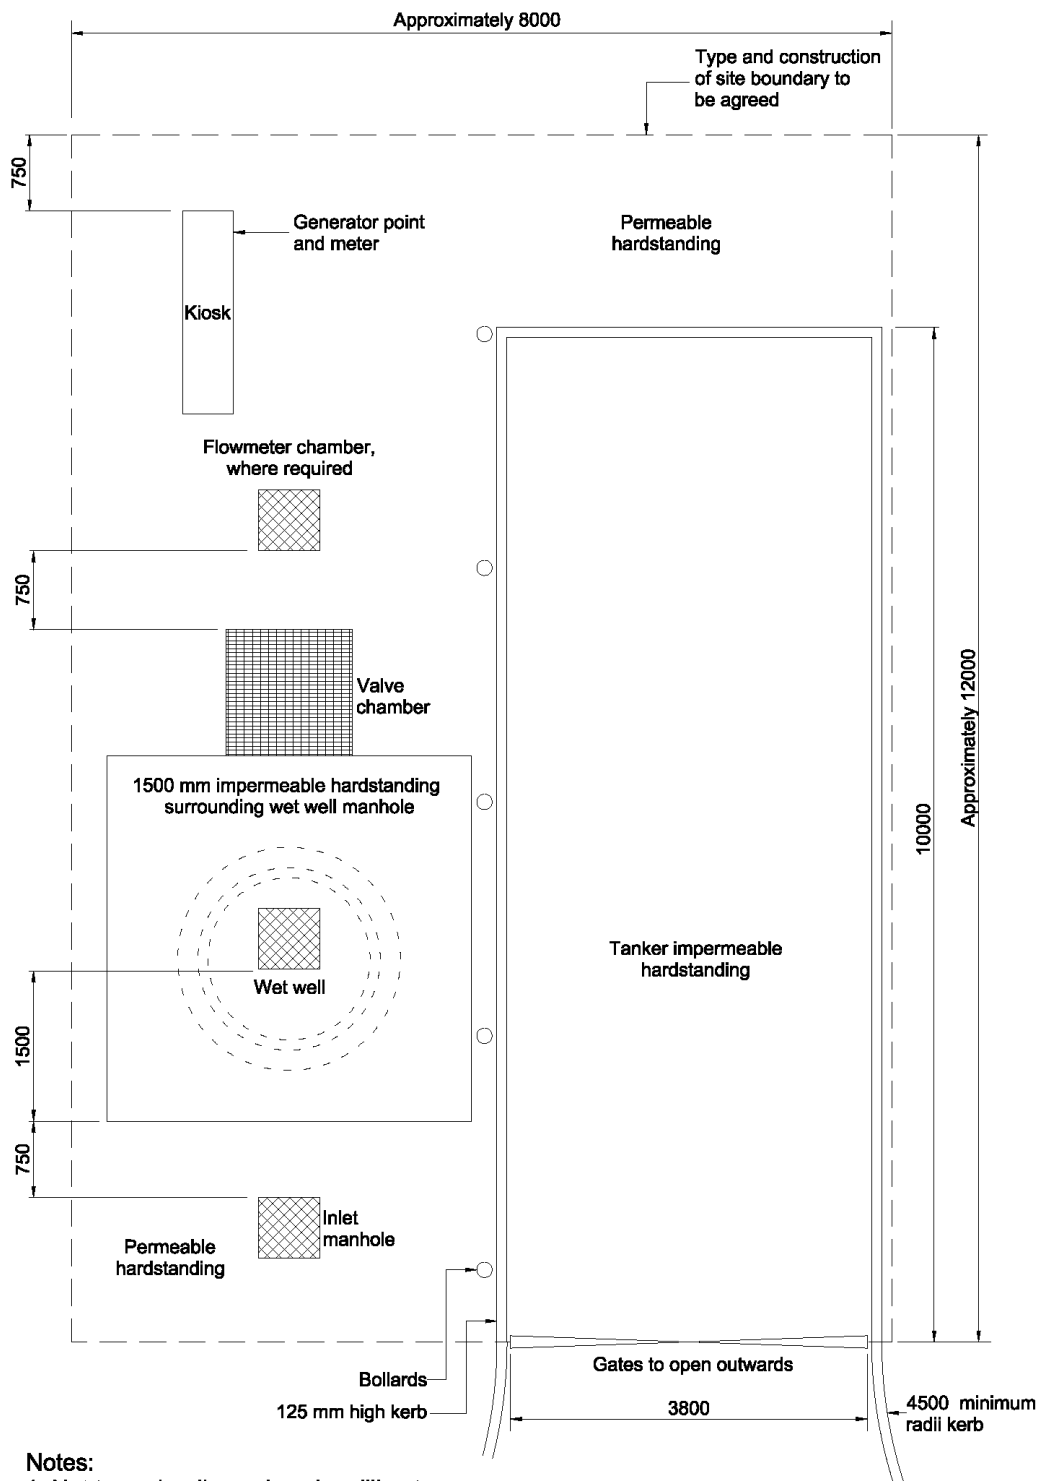 Approximately 8000
Type and construction
of site boundary to
be agreed
750
Generator point
and meter
Permeable
hardstanding
Kiosk
Flowmeter chamber,
where required
750
Valve
chamber
Approximately 12000
10000
1500 mm impermeable hardstanding
surrounding wet well manhole
Tanker impermeable
hardstanding
Wet well
1500
750
Inlet
manhole
Permeable
hardstanding
Gates to open outwards
Bollards
125 mm high kerb
3800
4500 minimum
radii kerb
Notes: